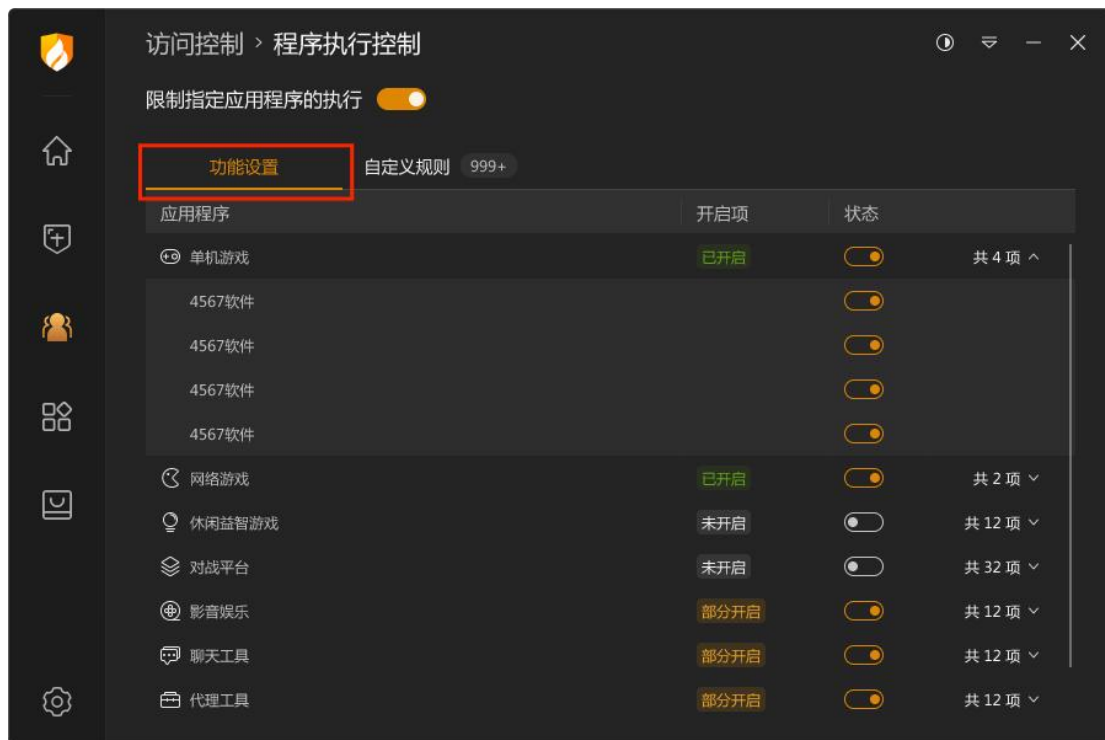 访问控制 > 程序执行控制
限制指定应用程序的执行
功能设置 自定义规则 999+
应用程序 开启项 状态
单机游戏 已开启 共 4 项
4567软件
4567软件
4567软件
4567软件
网络游戏 已开启 共 2 项
休闲益智游戏 未开启 共 12 项
对战平台 未开启 共 32 项
影音娱乐 部分开启 共 12 项
聊天工具 部分开启 共 12 项
代理工具 部分开启 共 12 项